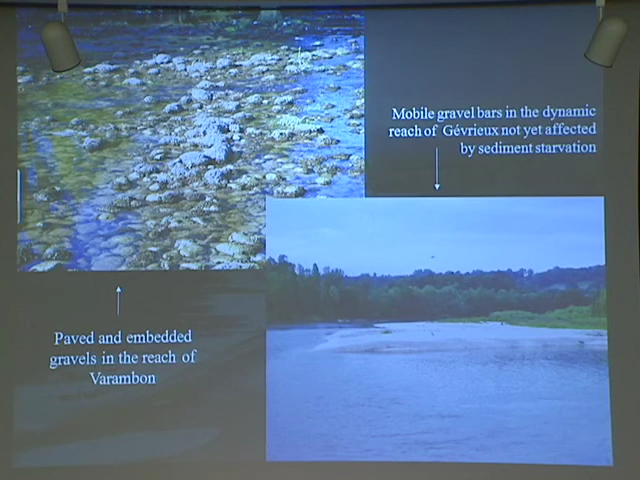 Mobile gravel bars in the dynamic
reach of Gévrieux not yet affected
by sediment starvation
Paved and embedded
gravels in the reach of
Varambon